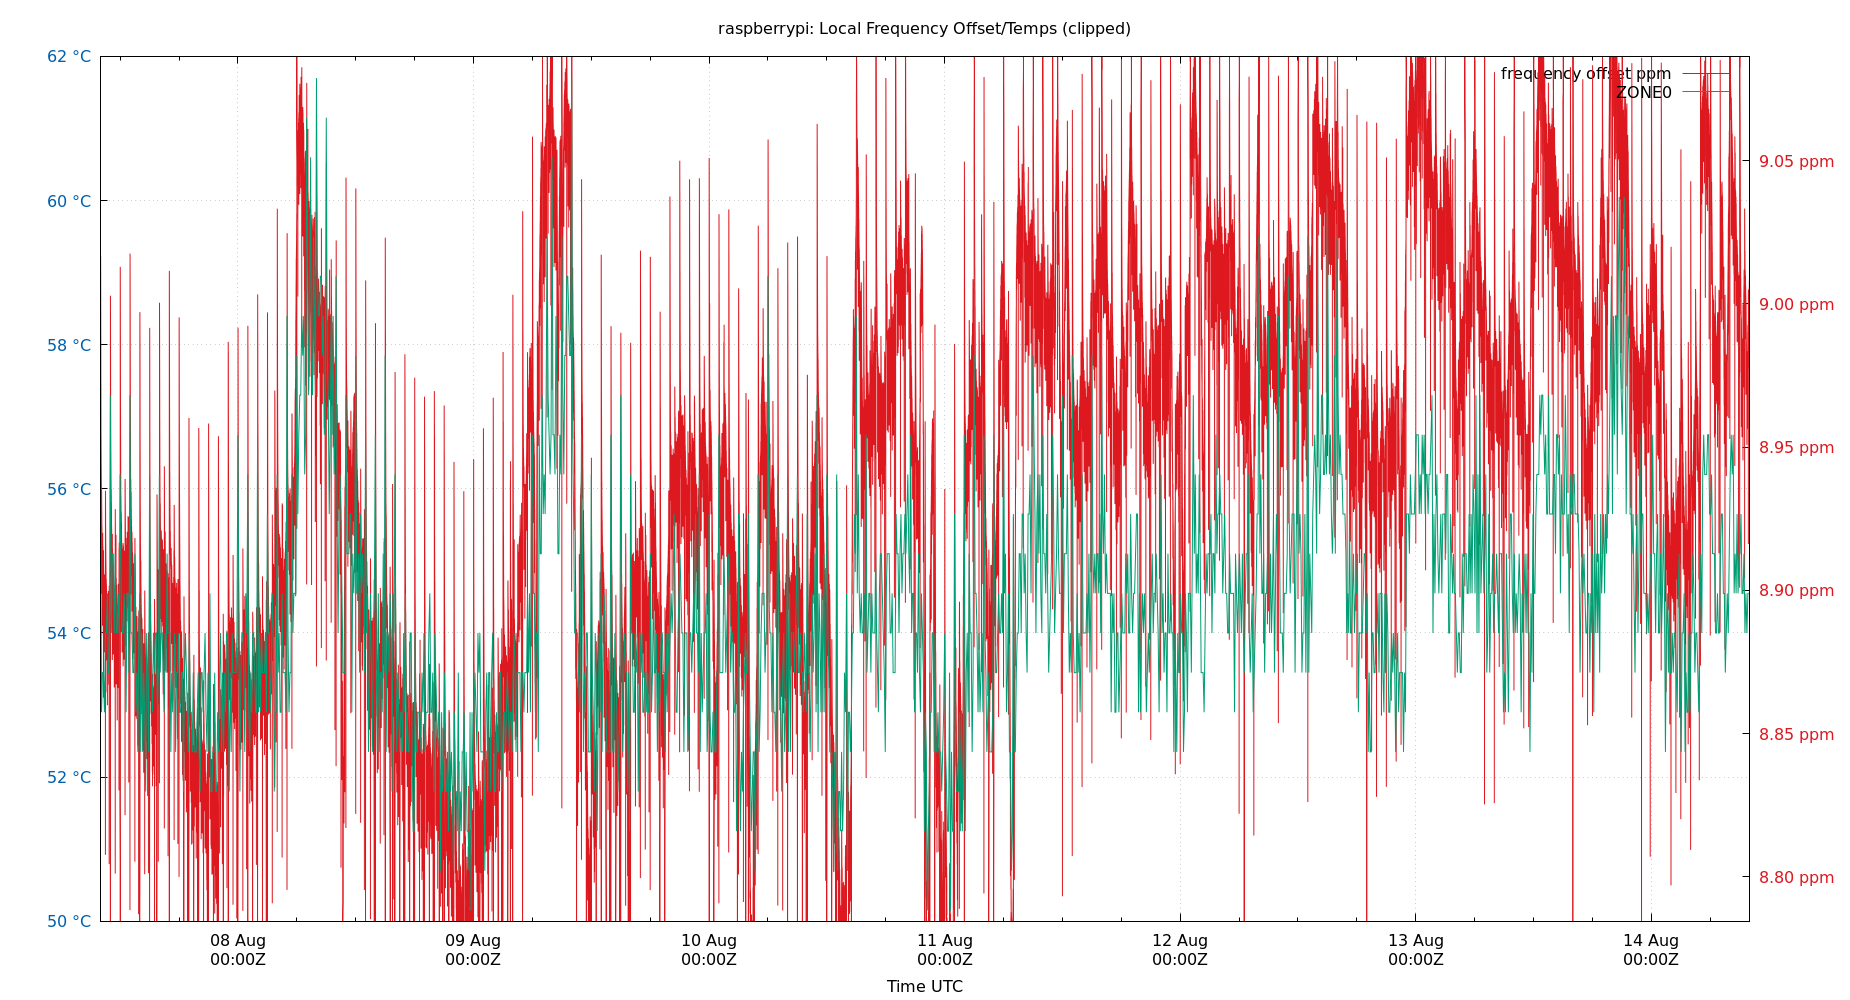 raspberrypi: Local Frequency Offset/Temps (clipped)
62 °C
60 °C
58 °C
56 °C
54 °C
52 °C
50 °C
frequency offset ppm
ZONE0
9.05 ppm
9.00 ppm
8.95 ppm
8.90 ppm
8.85 ppm
8.80 ppm
08 Aug 09 Aug 10 Aug 11 Aug 12 Aug 13 Aug 14 Aug
00:00Z 00:00Z 00:00Z 00:00Z 00:00Z 00:00Z 00:00Z
Time UTC